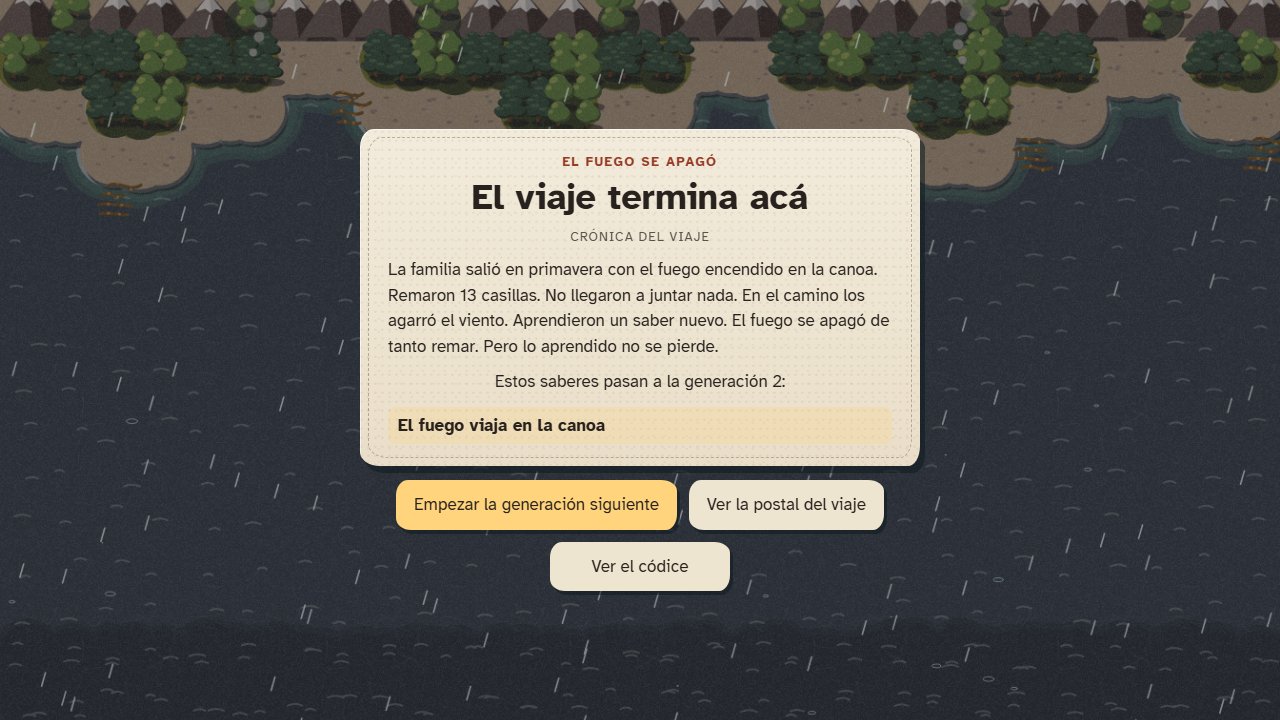 EL FUEGO SE APAGÓ
El viaje termina acá
CRÓNICA DEL VIAJE
La familia salió en primavera con el fuego encendido en la canoa.
Remaron 13 casillas. No llegaron a juntar nada. En el camino los
agarró el viento. Aprendieron un saber nuevo. El fuego se apagó de
tanto remar. Pero lo aprendido no se pierde.
Estos saberes pasan a la generación 2:
El fuego viaja en la canoa
Empezar la generación siguiente
Ver la postal del viaje
Ver el códice